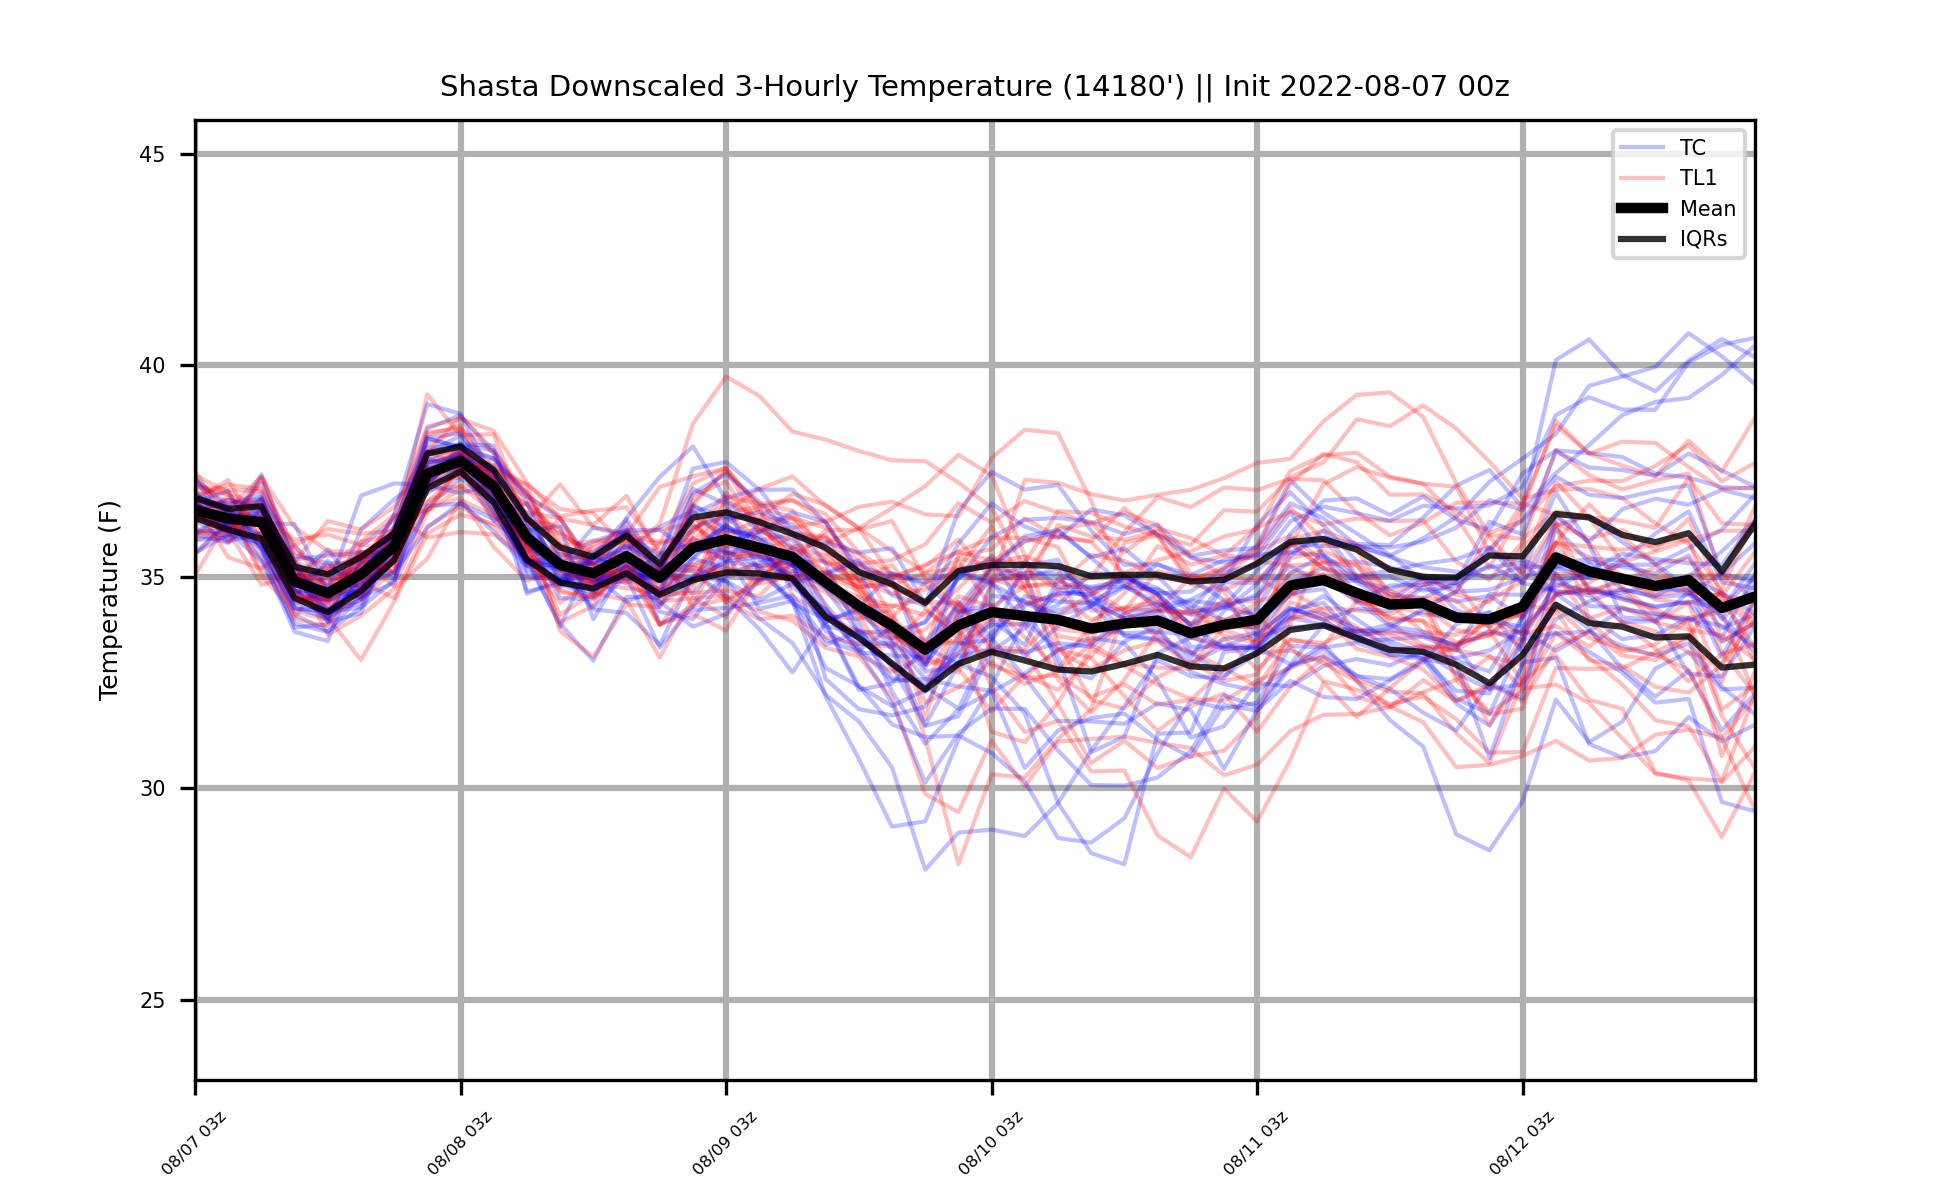 Shasta Downscaled 3-Hourly Temperature (14180') || Init 2022-08-07 00z
TC
TL1
Mean
IQRs
Temperature (F)
45
40
35
30
25
08/07 03z
08/08 03z
08/09 03z
08/10 03z
08/11 03z
08/12 03z